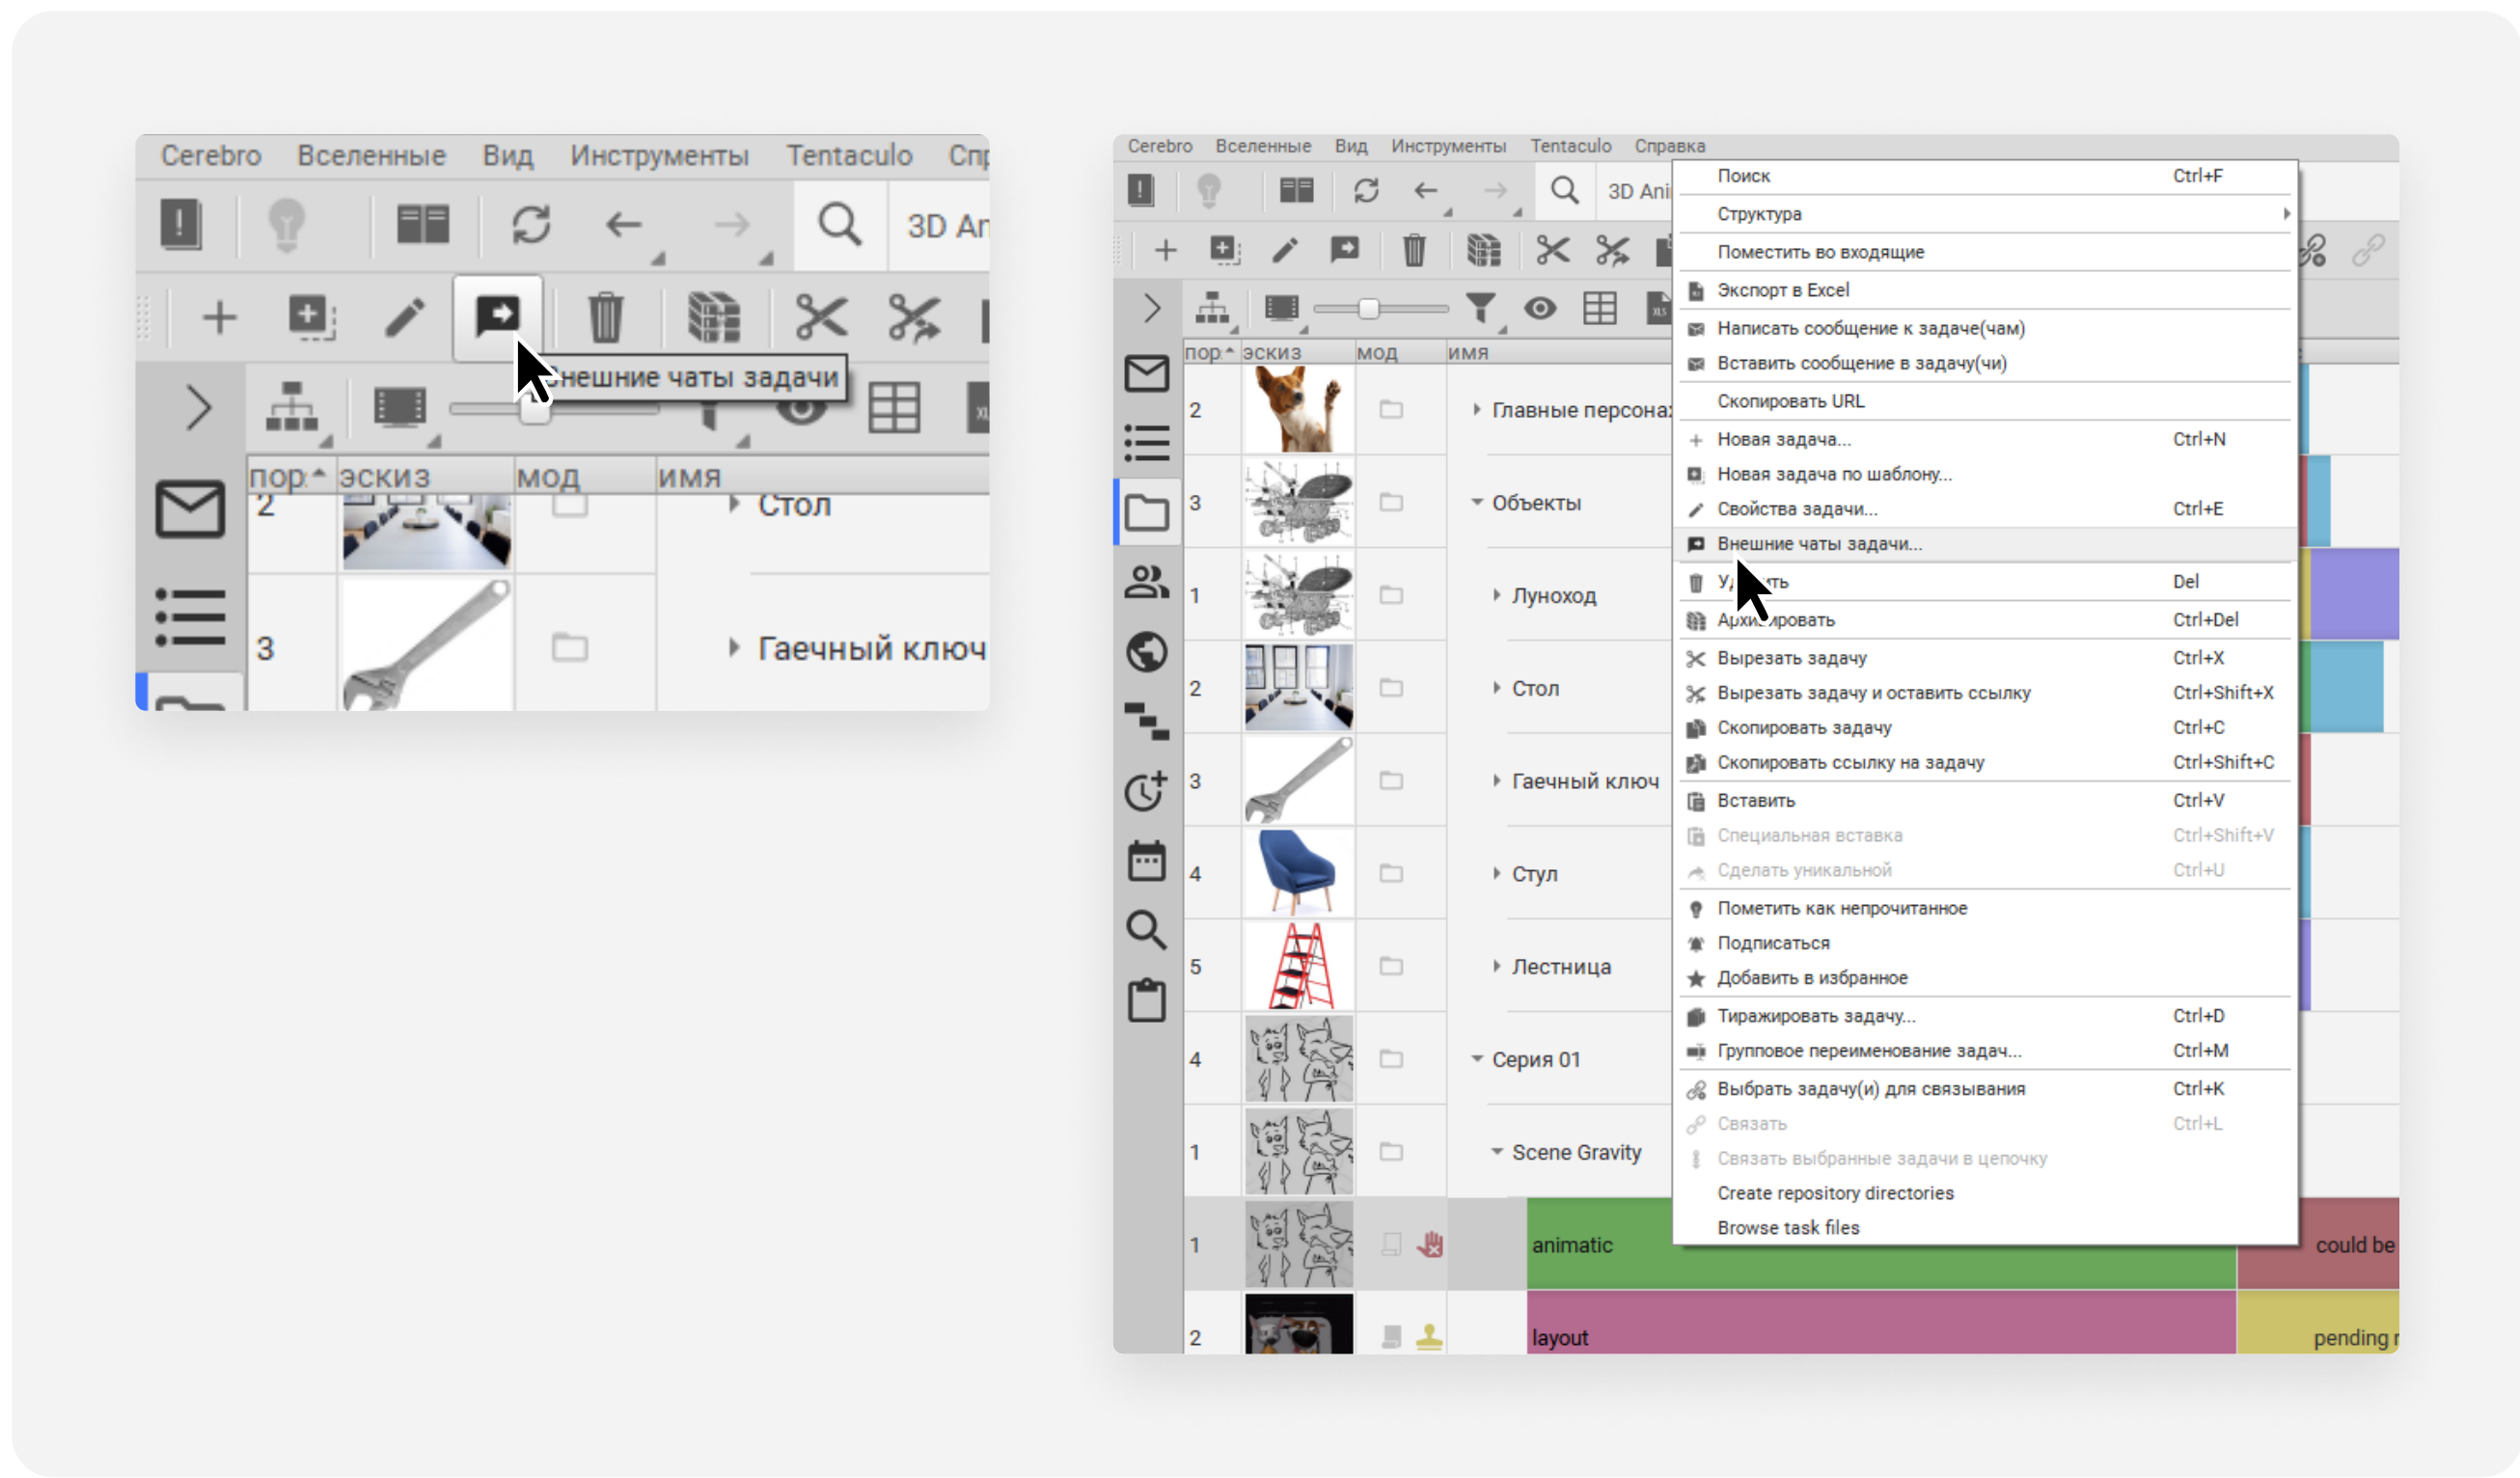 Cerebro Вселенные Вид Инструменты Tentaculo
3D
нешние чаты задачи
пор эскиз мод имя
2 Стол
3 Гаечный ключ
Cerebro Вселенные Вид Инструменты Tentaculo Справка
3D
XLS
пор эскиз мод имя
2 Главные
3 Объекты
1 Луноход
2 Стол
3 Гаечный ключ
4 Стул
5 Лестница
4 Серия 01
1 Scene Gravity
1 animatic could be
2 layout pending
Поиск Ctrl+F
Структура
Поместить во входящие
Экспорт в Excel
Написать сообщение к задаче(чам)
Вставить сообщение в задачу(чи)
Скопировать URL
Новая задача... Ctrl+N
Новая задача по шаблону...
Свойства задачи... Ctrl+E
Внешние чаты задачи...
Del
Ctrl+Del
Вырезать задачу Ctrl+X
Вырезать задачу и оставить ссылку Ctrl+Shift+X
Скопировать задачу Ctrl+C
Скопировать ссылку на задачу Ctrl+Shift+C
Вставить Ctrl+V
Специальная вставка Ctrl+Shift+V
Сделать уникальной Ctrl+U
Пометить как непрочитанное
Подписаться
Добавить в избранное
Тиражировать задачу... Ctrl+D
Групповое переименование задач... Ctrl+M
Выбрать задачу(и) для связывания Ctrl+K
Связать Ctrl+L
Связать выбранные задачи в цепочку
Create repository directories
Browse task files